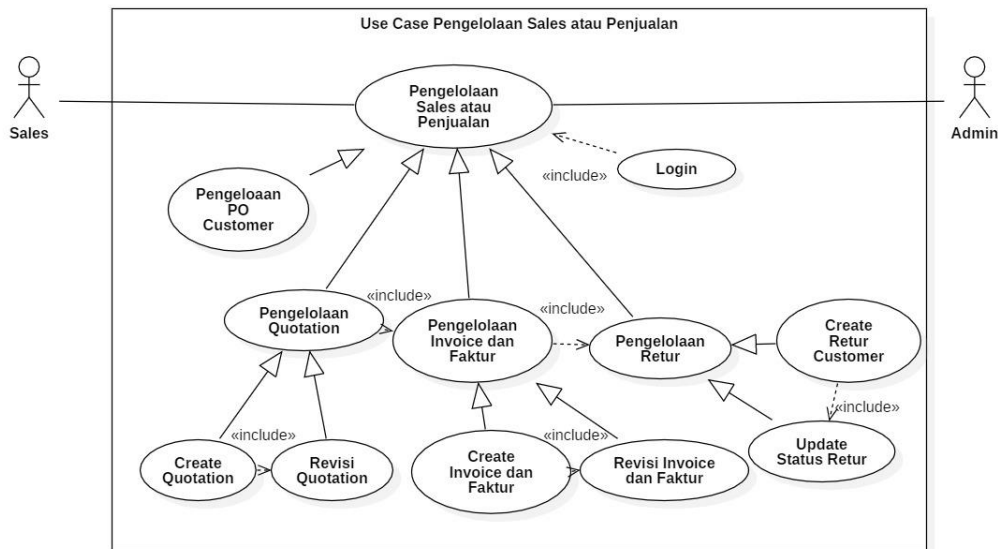 Use Case Pengelolaan Sales atau Penjualan
Sales
Admin
Pengelolaan
Sales atau
Penjualan
«include»
Login
Pengeloaan
PO
Customer
Pengelolaan
Quotation
«include»
Pengelolaan
Invoice dan
Faktur
«include»
Pengelolaan
Retur
Create
Retur
Customer
«include»
Create
Quotation
«include»
Revisi
Quotation
Create
Invoice dan
Faktur
«include»
Revisi Invoice
dan Faktur
Update
Status Retur